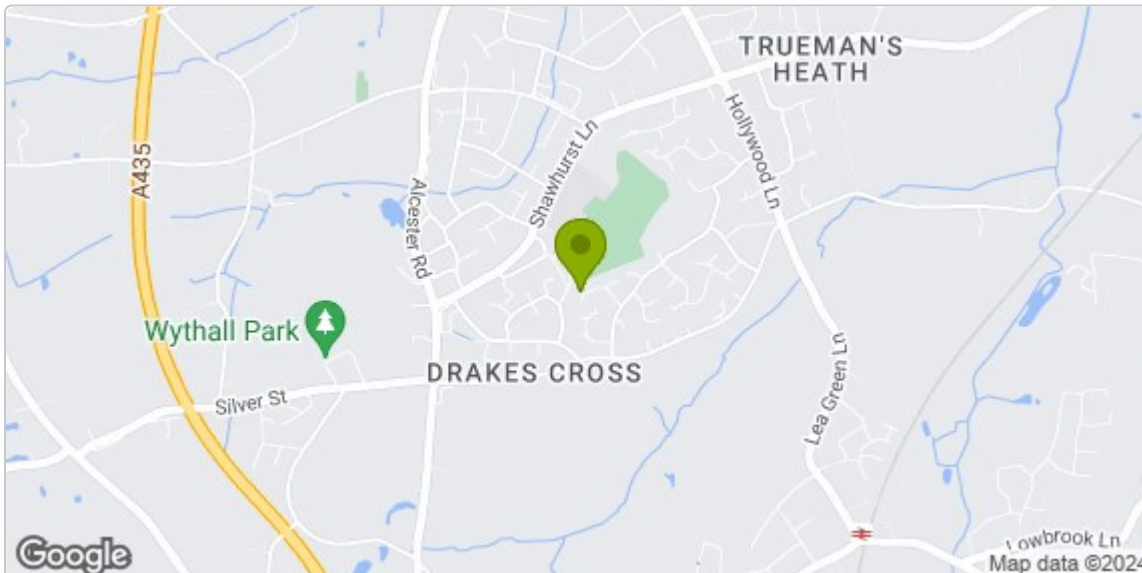 TRUEMAN'S
HEATH
Hollywood Ln
Shawhurst Ln
A435
Alcester Rd
Wythall Park
DRAKES CROSS
Silver St
Lea Green Ln
Lowbrook Ln
Google
Map data ©2024